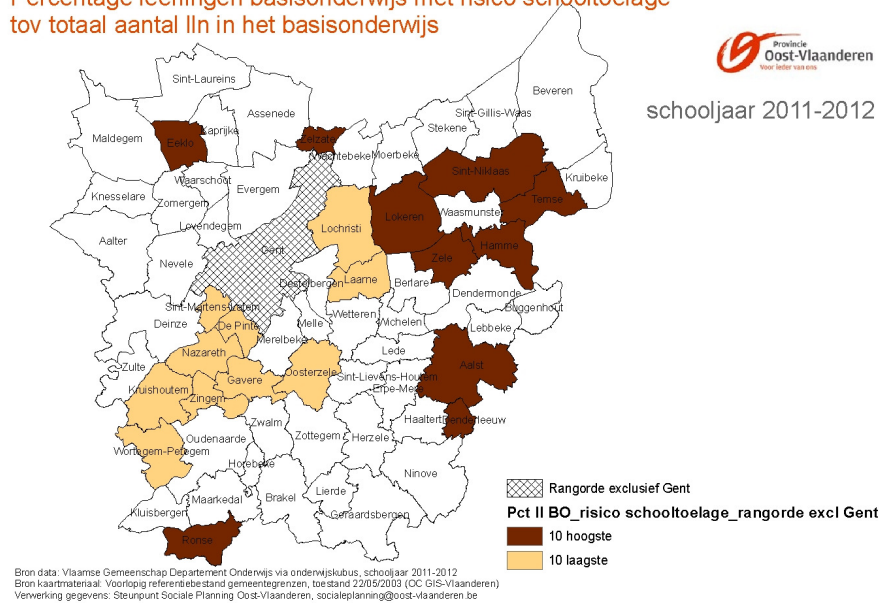 Percentage leerlingen basisonderwijs met risico schooltoelage
tov totaal aantal lln in het basisonderwijs
Provincie
Oost-Vlaanderen
Voor ieder van ons
schooljaar 2011-2012
Beveren
Sint-Laureins
Assenede
Sint-Gillis-Waas
Stekene
Maldegem
Eeklo
Kaprijke
Zelzate
Wachtebeke
Moerbeke
Sint-Niklaas
Kruibeke
Waarschoot
Evergem
Knesselare
Zomergem
Temse
Lokeren
Waasmunster
Lovendegem
Lochristi
Aalter
Gent
Hamme
Zele
Nevele
Destelbergen
Laarne
Berlare
Dendermonde
Sint-Martens-Latem
Buggenhout
Deinze
De Pinte
Melle
Wetteren
Wichelen
Lebbeke
Merelbeke
Nazareth
Lede
Zulte
Oosterzele
Aalst
Gavere
Sint-Lievens-Houtem
Kruishoutem
Erpe-Mere
Zingem
Haaltert
Denderleeuw
Zwalm
Oudenaarde
Zottegem
Herzele
Wortegem-Petegem
Horebeke
Ninove
Maarkedal
Brakel
Lierde
Kluisbergen
Geraardsbergen
Ronse
Rangorde exclusief Gent
Pct ll BO_risico schooltoelage_rangorde excl Gent
10 hoogste
10 laagste
Bron data: Vlaamse Gemeenschap Departement Onderwijs via onderwijskubus, schooljaar 2011-2012
Bron kaartmateriaal: Voorlopig referentiebestand gemeentegrenzen, toestand 22/05/2003 (OC GIS-Vlaanderen)
Verwerking gegevens: Steunpunt Sociale Planning Oost-Vlaanderen, socialeplanning@oost-vlaanderen.be